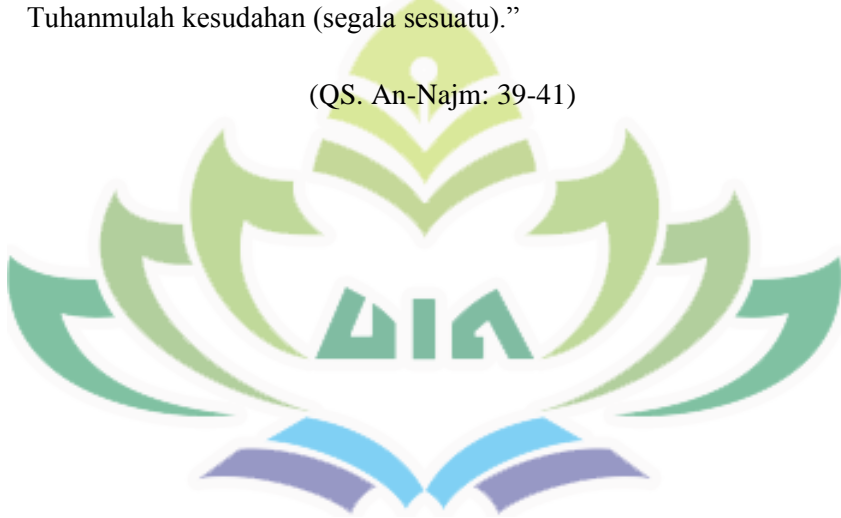 Tuhanmulah kesudahan (segala sesuatu).”
(QS. An-Najm: 39-41)
UIN